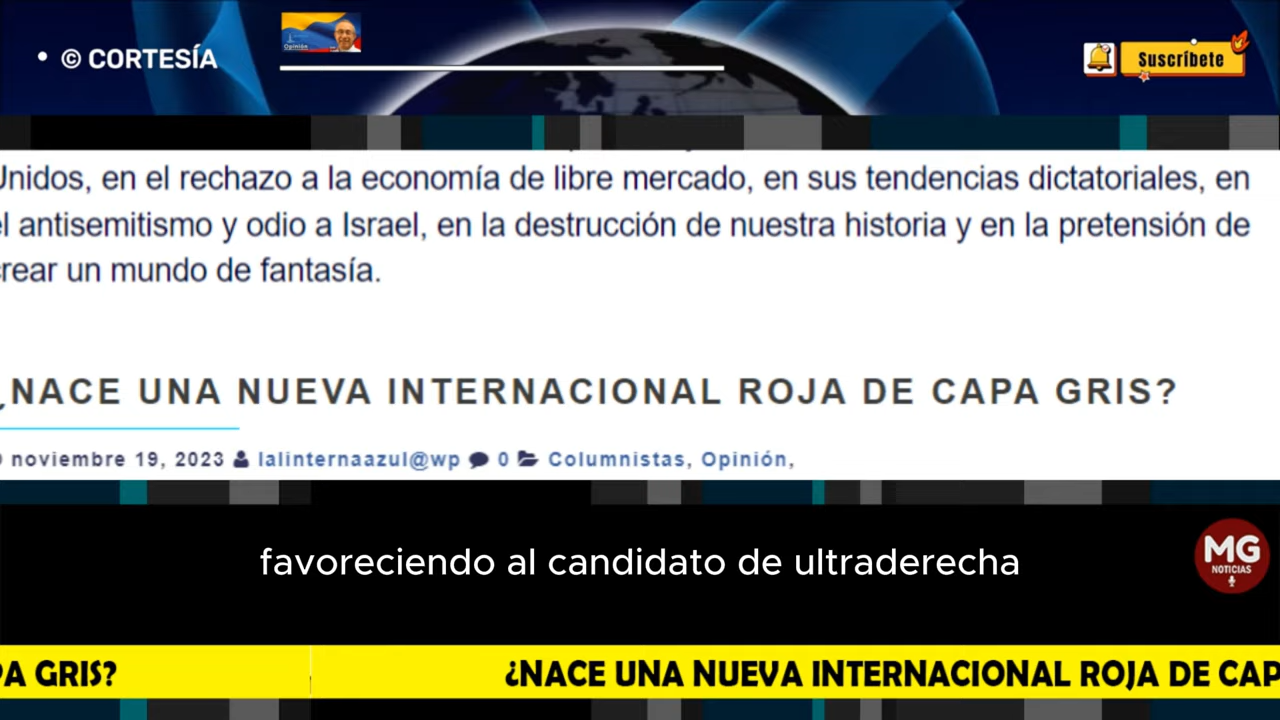 © CORTESÍA
Opinión
Suscríbete
Unidos, en el rechazo a la economía de libre mercado, en sus tendencias dictatoriales, en
el antisemitismo y odio a Israel, en la destrucción de nuestra historia y en la pretensión de
crear un mundo de fantasía.
¿NACE UNA NUEVA INTERNACIONAL ROJA DE CAPA GRIS?
noviembre 19, 2023 lalinternaazul@wp 0 Columnistas, Opinión,
favoreciendo al candidato de ultraderecha
MG
NOTICIAS
PA GRIS? ¿NACE UNA NUEVA INTERNACIONAL ROJA DE CAP